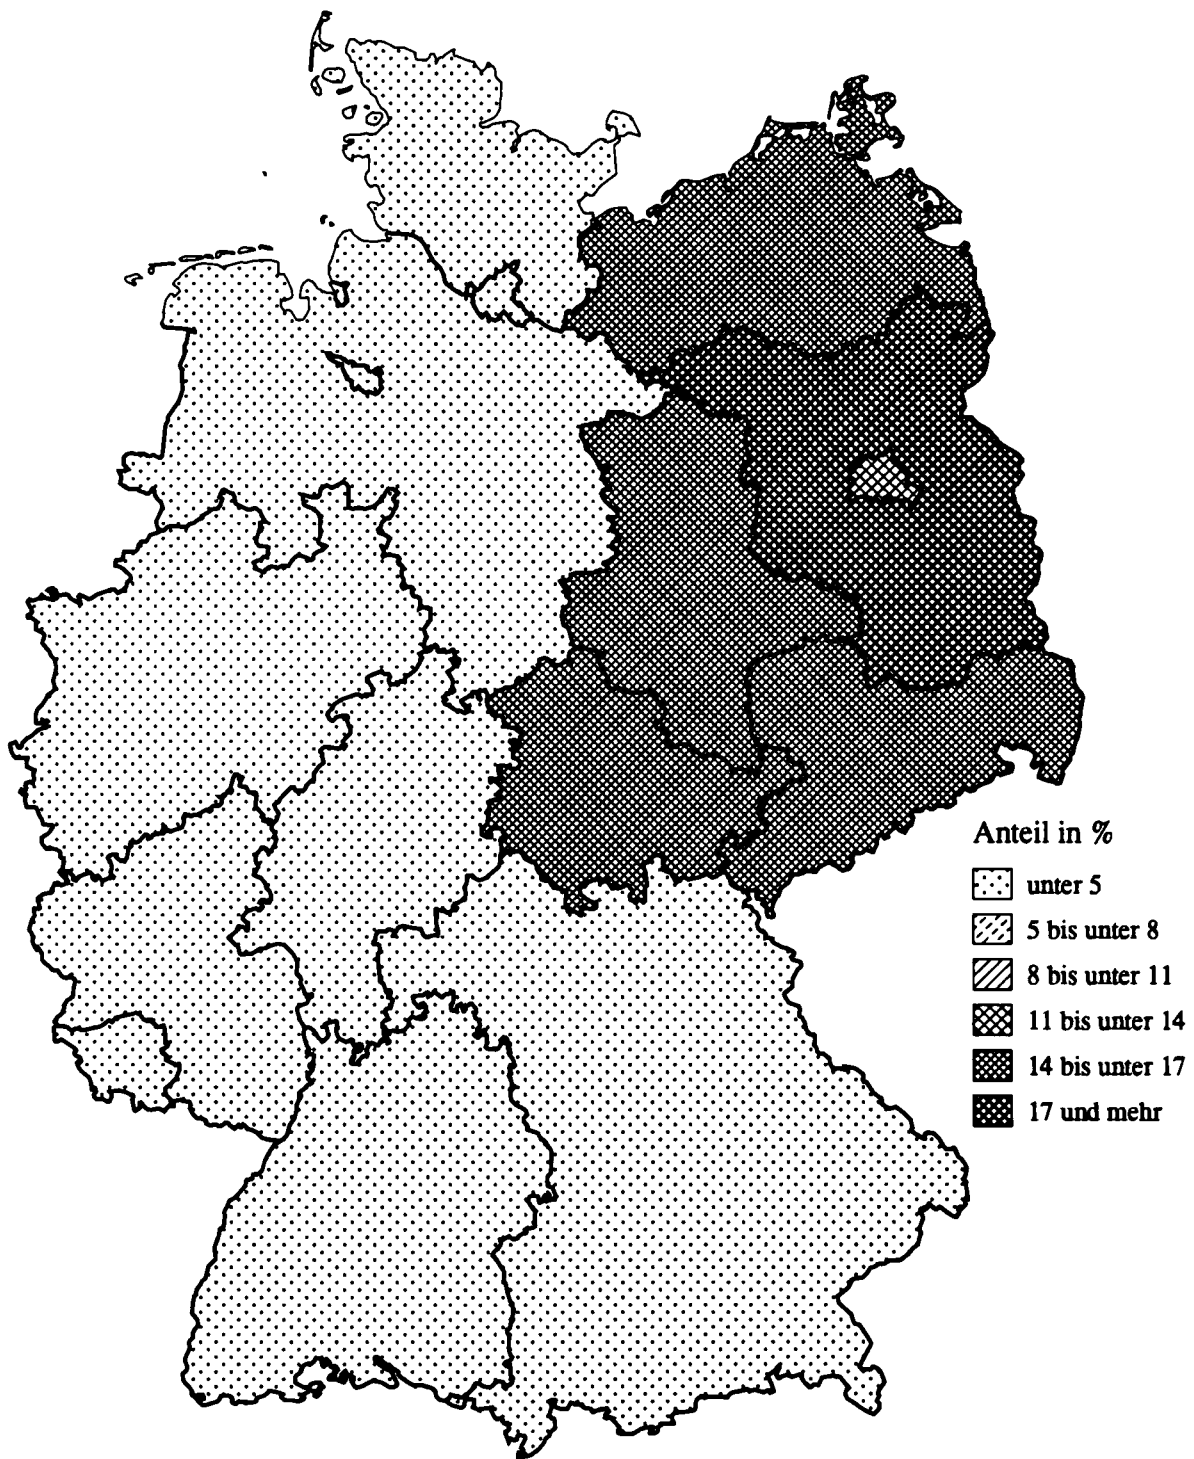 Anteil in %
unter 5
5 bis unter 8
8 bis unter 11
11 bis unter 14
14 bis unter 17
17 und mehr